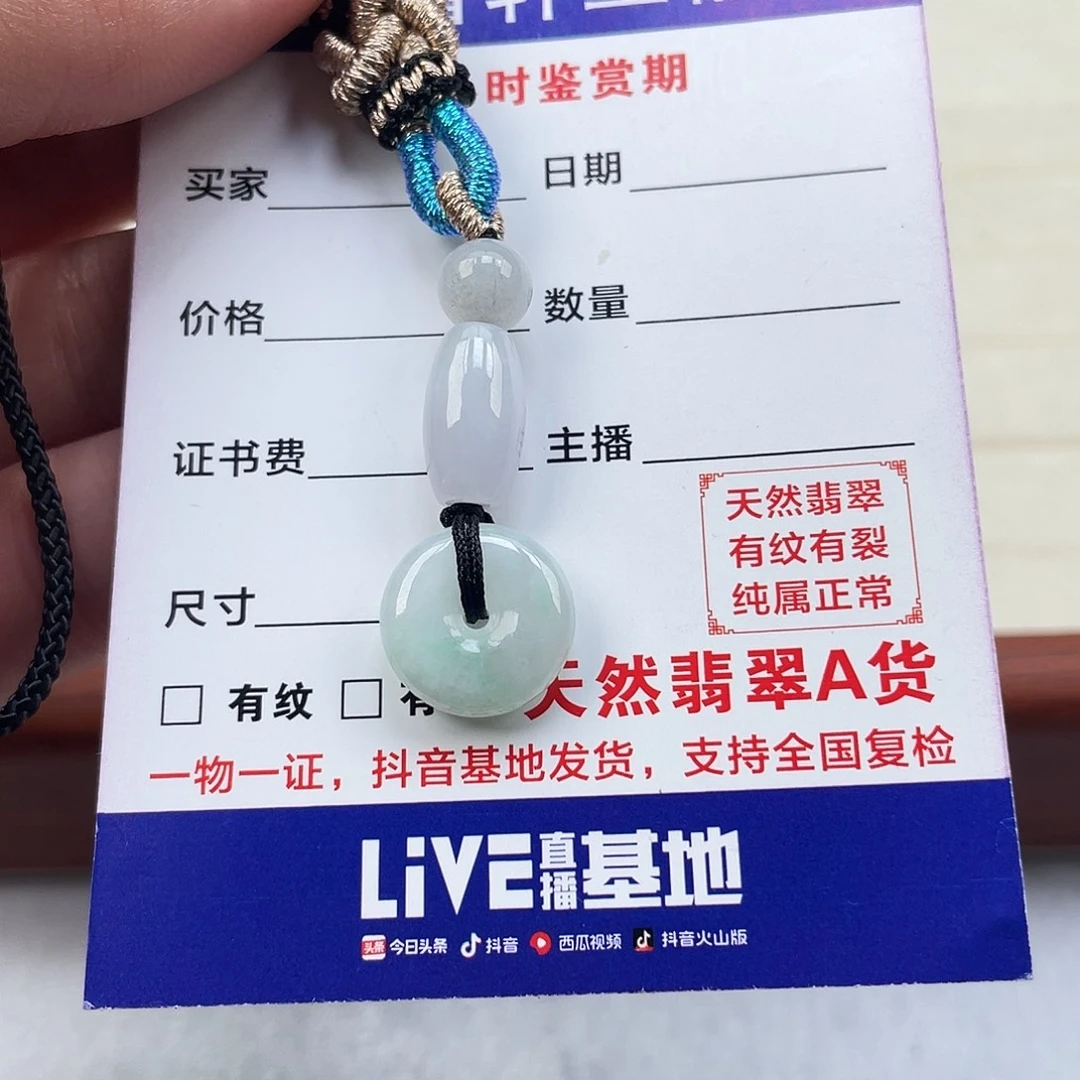 时鉴赏期
买家 日期
价格 数量
证书费 主播
尺寸
天然翡翠
有纹有裂
纯属正常
有纹
天然翡翠A货
一物一证，抖音基地发货，支持全国复检
LiVE直播基地
头条 今日头条 抖音 西瓜视频 抖音火山版